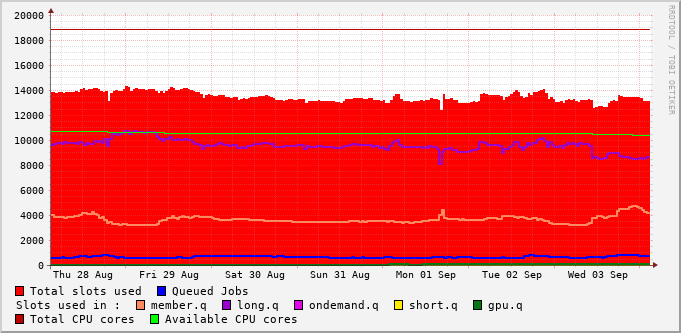 RRDTOOL / TOBI OETIKER
20000
18000
16000
14000
12000
10000
8000
6000
4000
2000
0
Thu 28 Aug Fri 29 Aug Sat 30 Aug Sun 31 Aug Mon 01 Sep Tue 02 Sep Wed 03 Sep
Total slots used Queued Jobs
Slots used in : member.q long.q ondemand.q short.q gpu.q
Total CPU cores Available CPU cores